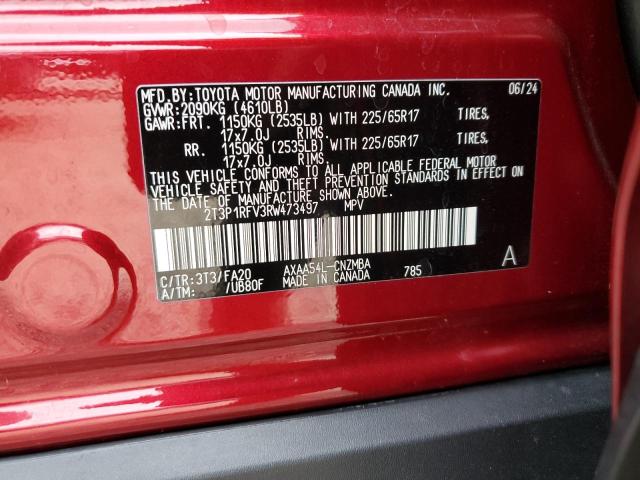 MFD.BY:TOYOTA MOTOR MANUFACTURING CANADA INC. 06/24
GVWR:2090KG (4610LB)
GAWR:FRT. 1150KG (2535LB) WITH 225/65R17 TIRES,
17x7.0J RIMS.
RR. 1150KG (2535LB) WITH 225/65R17 TIRES,
17x7.0J RIMS.
THIS VEHICLE CONFORMS TO ALL APPLICABLE FEDERAL MOTOR
VEHICLE SAFETY AND THEFT PREVENTION STANDARDS IN EFFECT ON
THE DATE OF MANUFACTURE SHOWN ABOVE.
2T3P1RFV3RW473497 MPV
C/TR:3T3/FA20 AXAA54L-CNZMBA 785 A
A/TM: /UB80F MADE IN CANADA